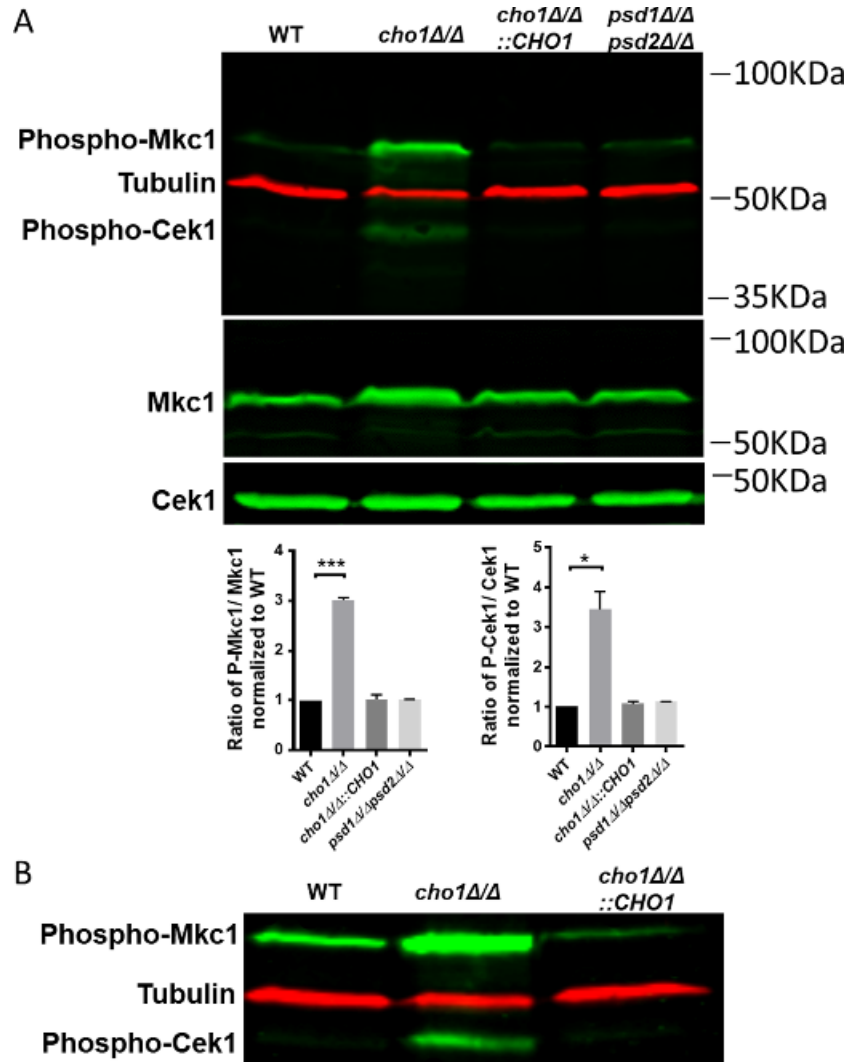 A
WT
cho1Δ/Δ
cho1Δ/Δ
::CHO1
psd1Δ/Δ
psd2Δ/Δ
–100KDa
Phospho-Mkc1
Tubulin
–50KDa
Phospho-Cek1
–35KDa
–100KDa
Mkc1
–50KDa
–50KDa
Cek1
Ratio of P-Mkc1/ Mkc1
normalized to WT
4
3
2
1
0
***
WT
cho1Δ/Δ
cho1Δ/Δ::CHO1
psd1Δ/Δpsd2Δ/Δ
Ratio of P-Cek1/ Cek1
normalized to WT
5
4
3
2
1
0
*
WT
cho1Δ/Δ
cho1Δ/Δ::CHO1
psd1Δ/Δpsd2Δ/Δ
B
WT
cho1Δ/Δ
cho1Δ/Δ
::CHO1
Phospho-Mkc1
Tubulin
Phospho-Cek1